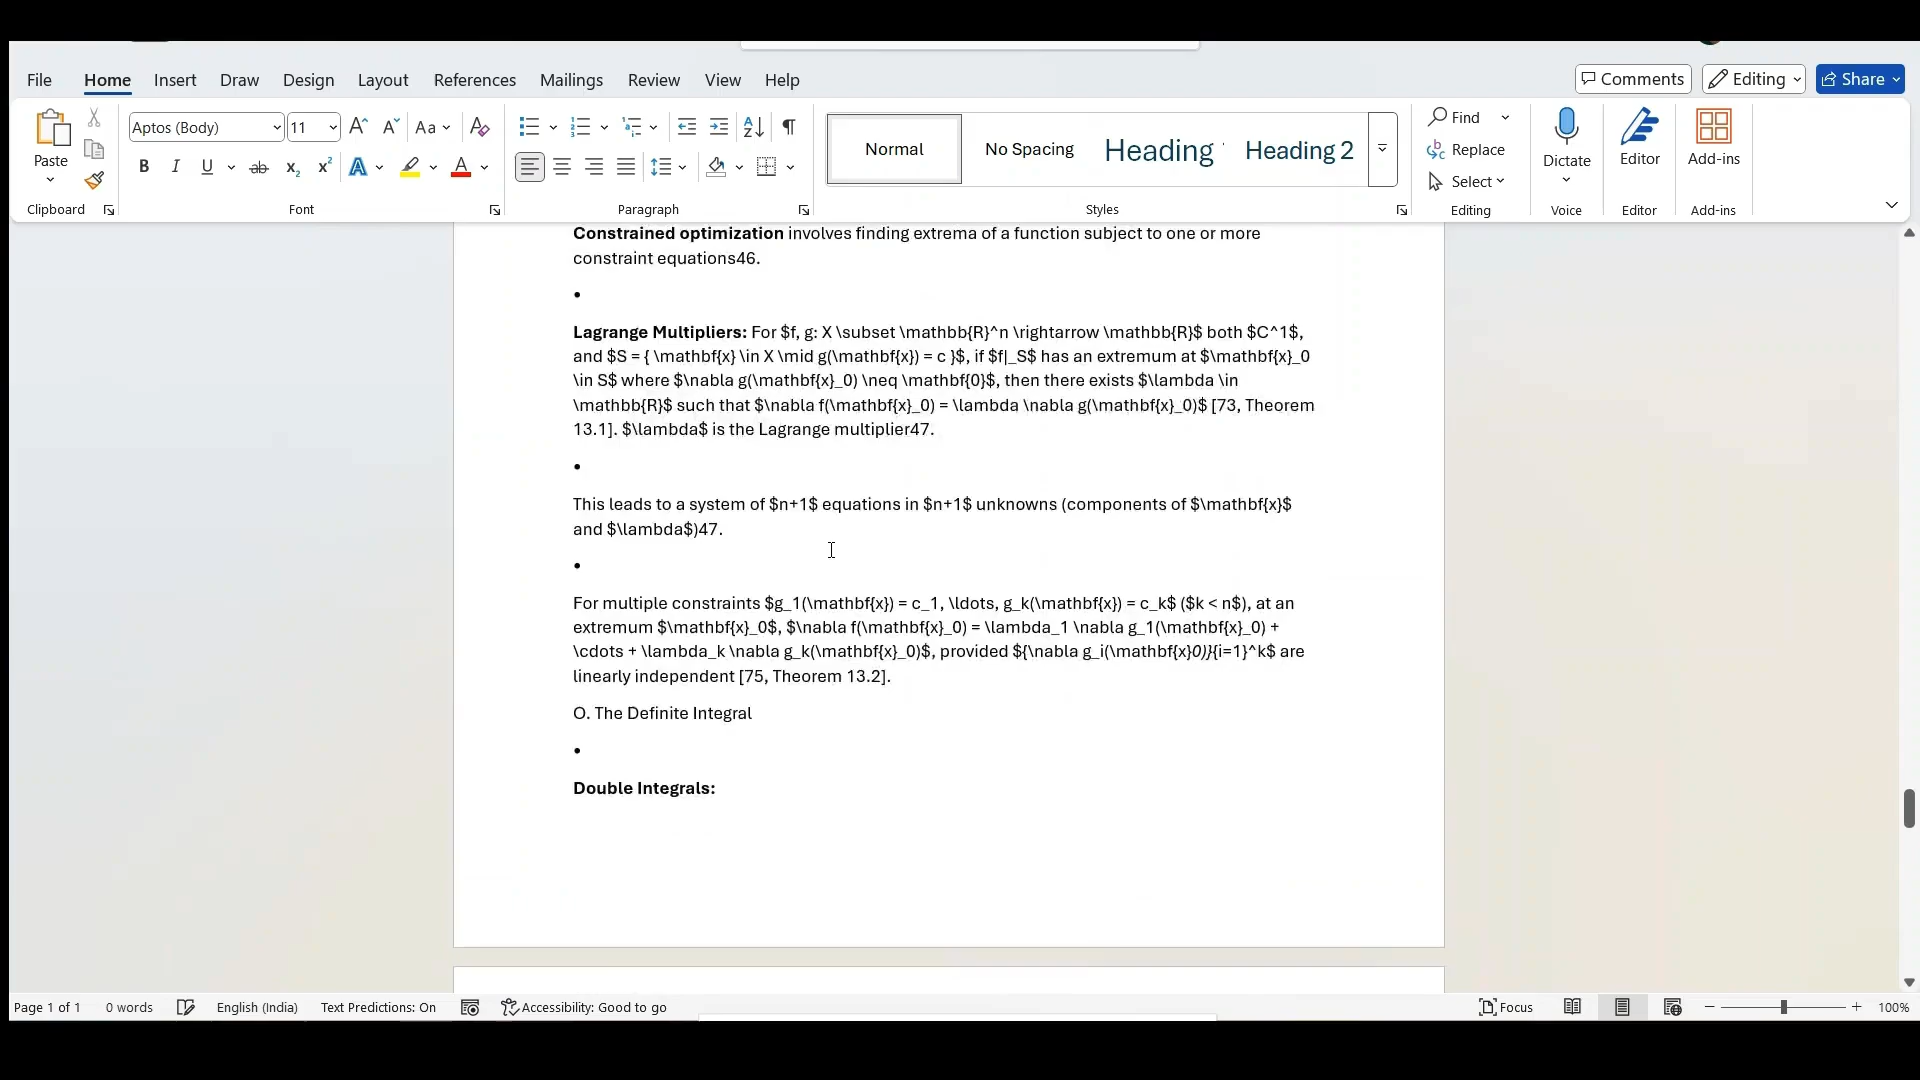 File Home Insert Draw Design Layout References Mailings Review View Help Comments Editing Share
Paste
Clipboard
Aptos (Body) 11
Font
Paragraph
Normal No Spacing Heading Heading 2
Styles
Find
Replace
Select
Editing
Dictate
Voice
Editor
Editor
Add-ins
Add-ins
Constrained optimization involves finding extrema of a function subject to one or more
constraint equations46.
•
Lagrange Multipliers: For $f, g: X \subset \mathbb{R}^n \rightarrow \mathbb{R}$ both $C^1$,
and $S = { \mathbf{x} \in X \mid g(\mathbf{x}) = c }$, if $f|_S$ has an extremum at $\mathbf{x}_0
\in S$ where $\nabla g(\mathbf{x}_0) \neq \mathbf{0}$, then there exists $\lambda \in
\mathbb{R}$ such that $\nabla f(\mathbf{x}_0) = \lambda \nabla g(\mathbf{x}_0)$ [73, Theorem
13.1]. $\lambda$ is the Lagrange multiplier47.
•
This leads to a system of $n+1$ equations in $n+1$ unknowns (components of $\mathbf{x}$
and $\lambda$)47.
•
For multiple constraints $g_1(\mathbf{x}) = c_1, \ldots, g_k(\mathbf{x}) = c_k$ ($k < n$), at an
extremum $\mathbf{x}_0$, $\nabla f(\mathbf{x}_0) = \lambda_1 \nabla g_1(\mathbf{x}_0) +
\cdots + \lambda_k \nabla g_k(\mathbf{x}_0)$, provided ${\nabla g_i(\mathbf{x}0)}{i=1}^k$ are
linearly independent [75, Theorem 13.2].
O. The Definite Integral
•
Double Integrals:
Page 1 of 1 0 words English (India) Text Predictions: On Accessibility: Good to go Focus 100%